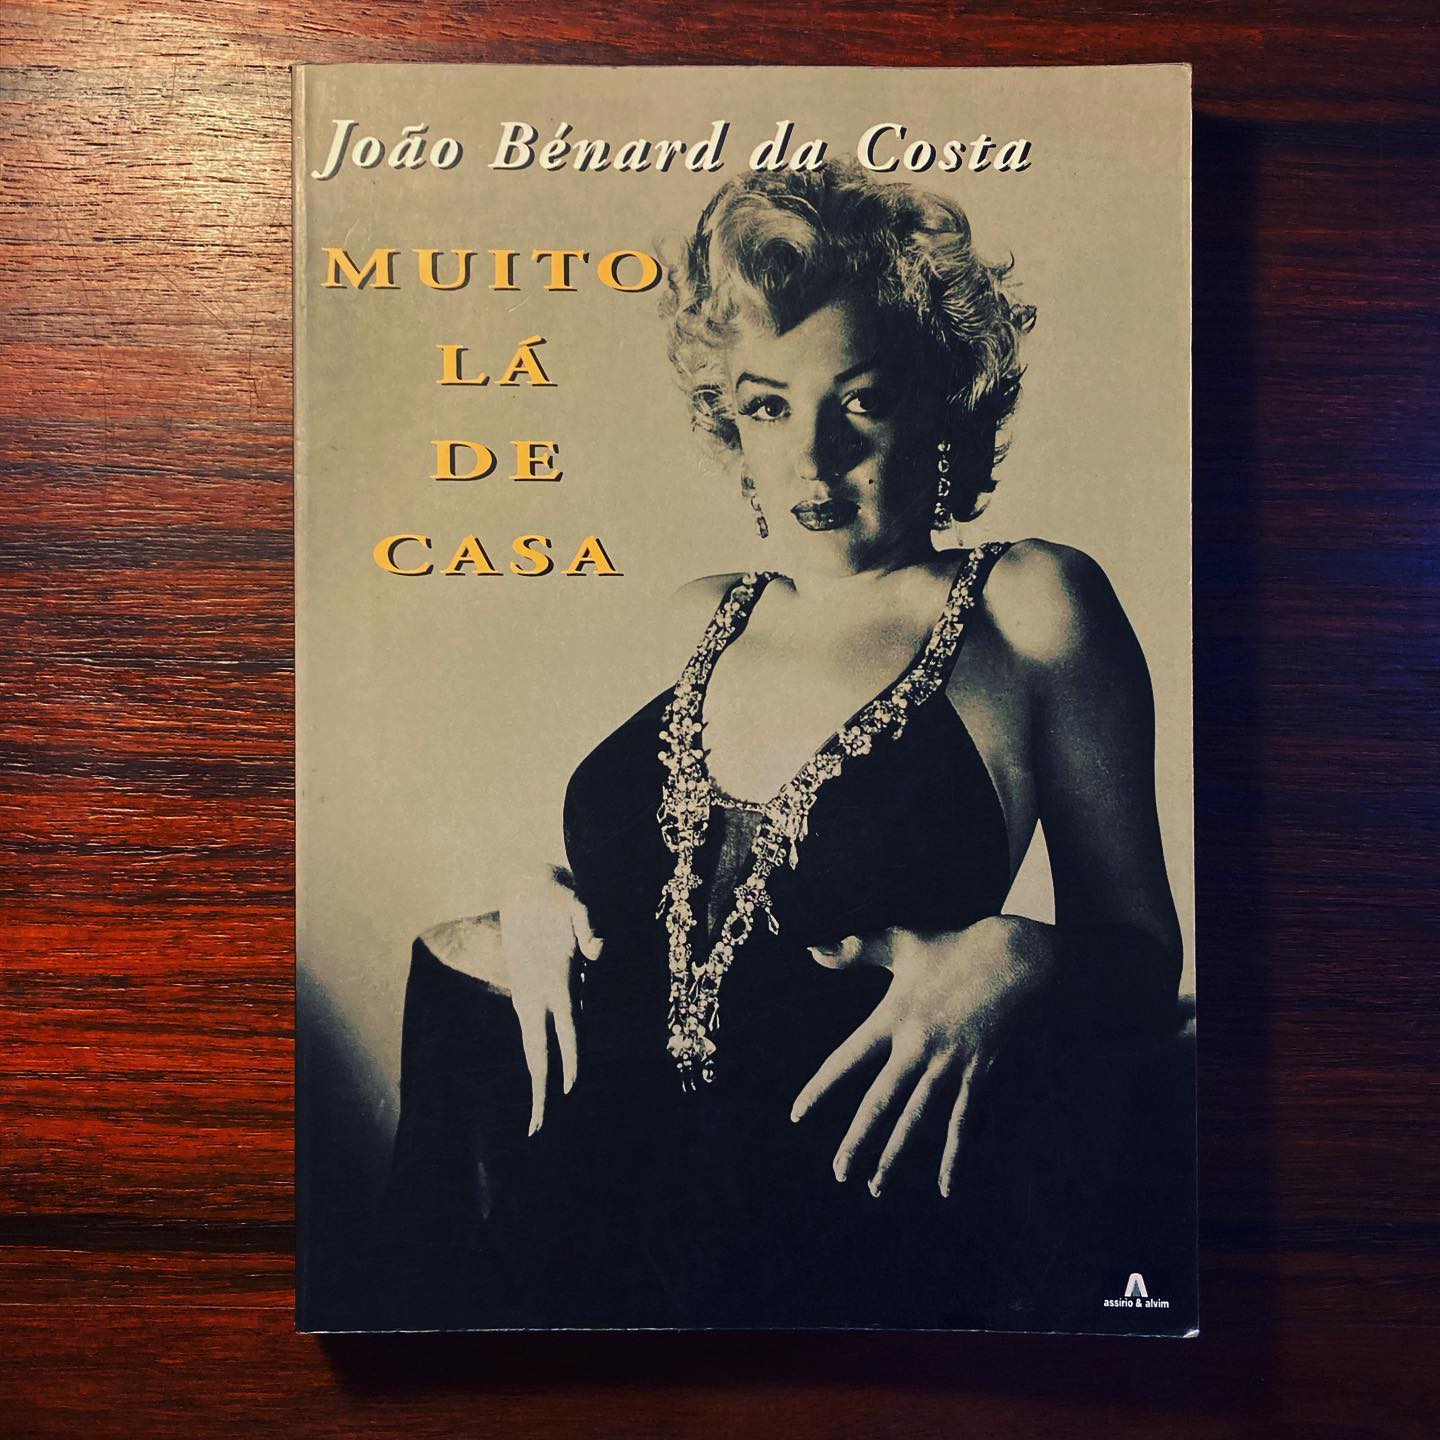 João Bénard da Costa
MUITO
LÁ
DE
CASA
assírio & alvim